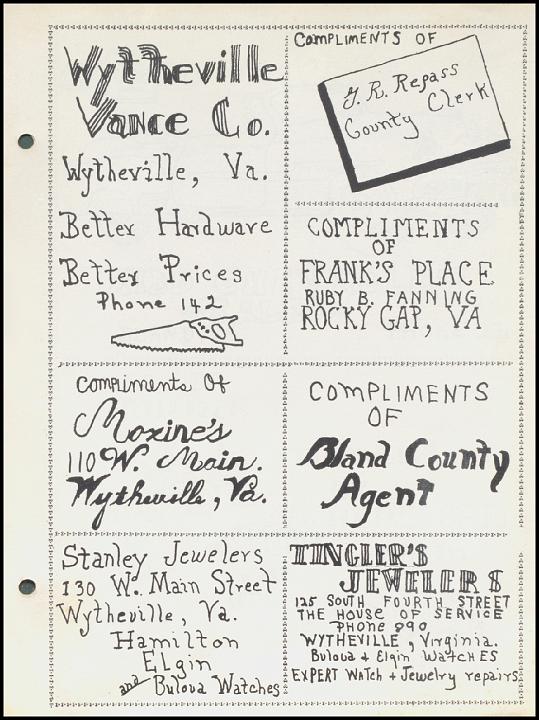 Wytheville
Vance Co.
Wytheville, Va.
Better Hardware
Better Prices
Phone 142
COMPLIMENTS OF
G. R. Repass
County Clerk
COMPLIMENTS
OF
FRANK'S PLACE
RUBY B. FANNING
ROCKY GAP, VA
Compliments Of
Maxine's
110 W. Main.
Wytheville, Va.
COMPLIMENTS
OF
Bland County
Agent
Stanley Jewelers
130 W. Main Street
Wytheville, Va.
Hamilton
Elgin
and Bulova Watches
TINGLER'S
JEWELERS
125 SOUTH FOURTH STREET
THE HOUSE OF SERVICE
Phone 990
WYTHEVILLE, Virginia.
Bulova + Elgin WatcHES
EXPERT WatcH + Jewelry repairs